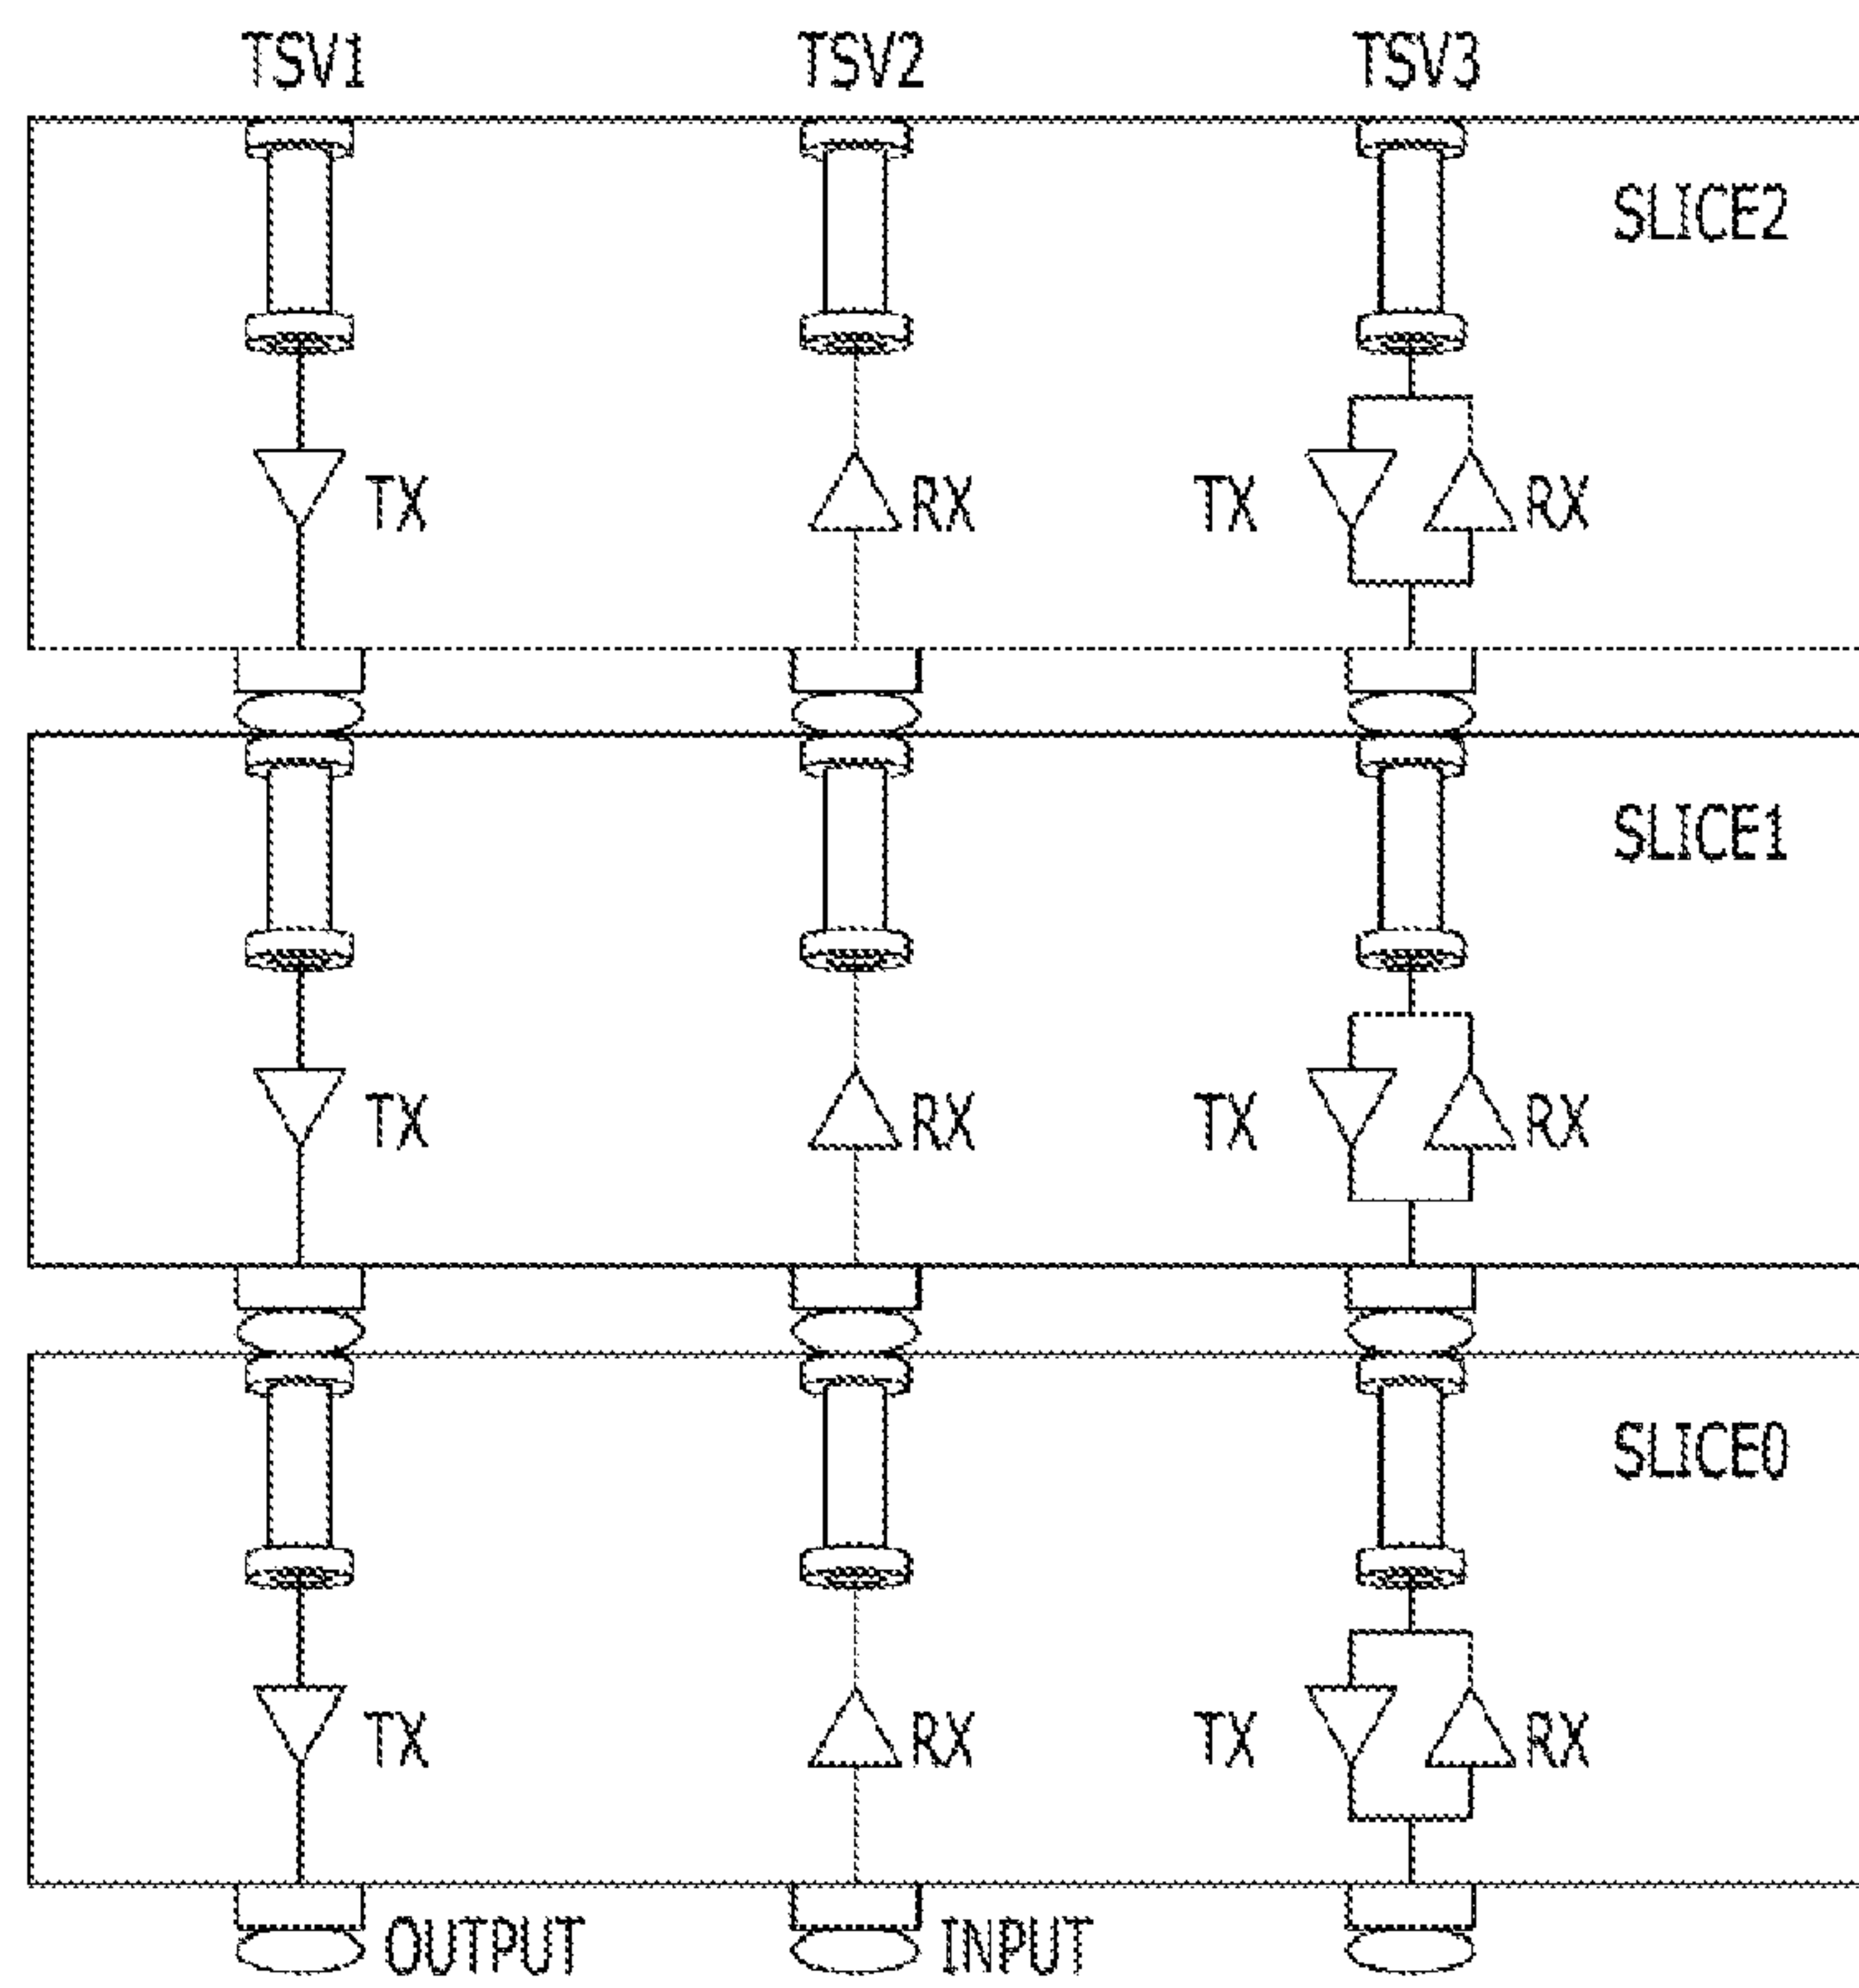 TSV1 TSV2 TSV3
SLICE2
TX RX TX RX
SLICE1
TX RX TX RX
SLICE0
TX RX TX RX
OUTPUT INPUT